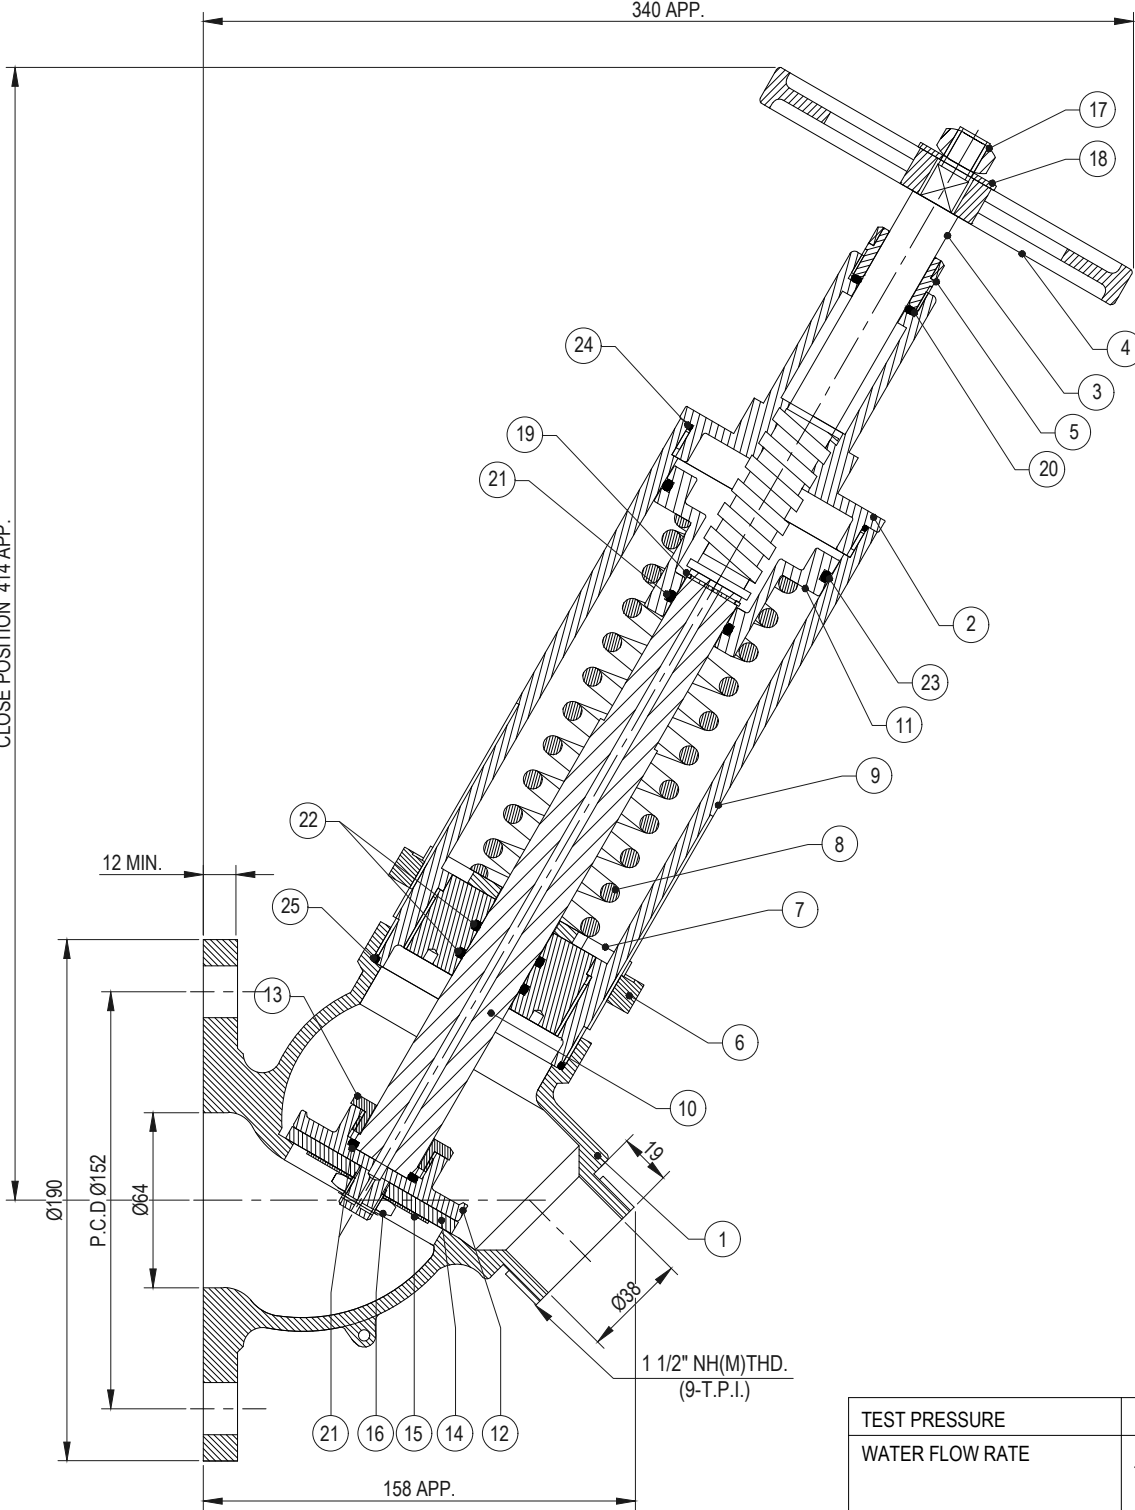 340 APP.
17
18
4
3
24
5
19
20
21
CLOSE POSITION 414 APP.
2
23
11
9
22
8
12 MIN.
25
7
13
6
10
19
Ø190
P.C.D Ø152
Ø64
1
Ø38
1 1/2" NH(M)THD.
(9-T.P.I.)
21
16
15
14
12
TEST PRESSURE
WATER FLOW RATE
158 APP.